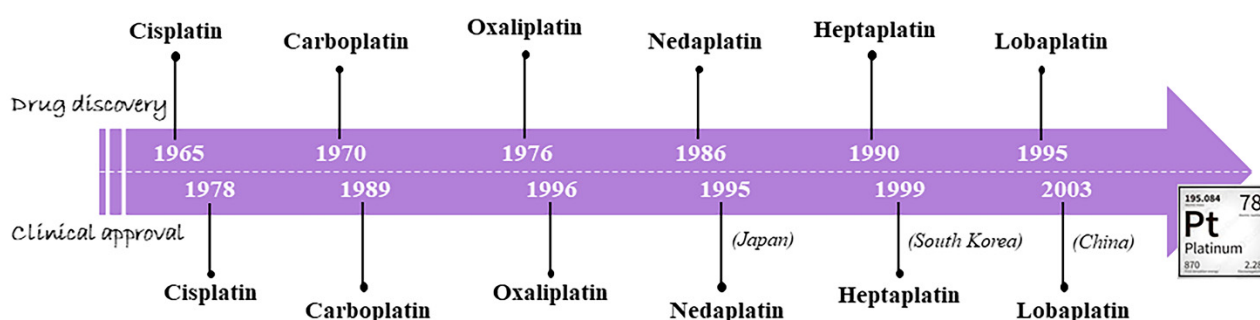 Cisplatin
Carboplatin
Oxaliplatin
Nedaplatin
Heptaplatin
Lobaplatin
Drug discovery
1965 1970 1976 1986 1990 1995
1978 1989 1996 1995 1999 2003
Clinical approval
(Japan) (South Korea) (China)
Cisplatin
Carboplatin
Oxaliplatin
Nedaplatin
Heptaplatin
Lobaplatin
195.084 78
Pt
Platinum
870 2.28